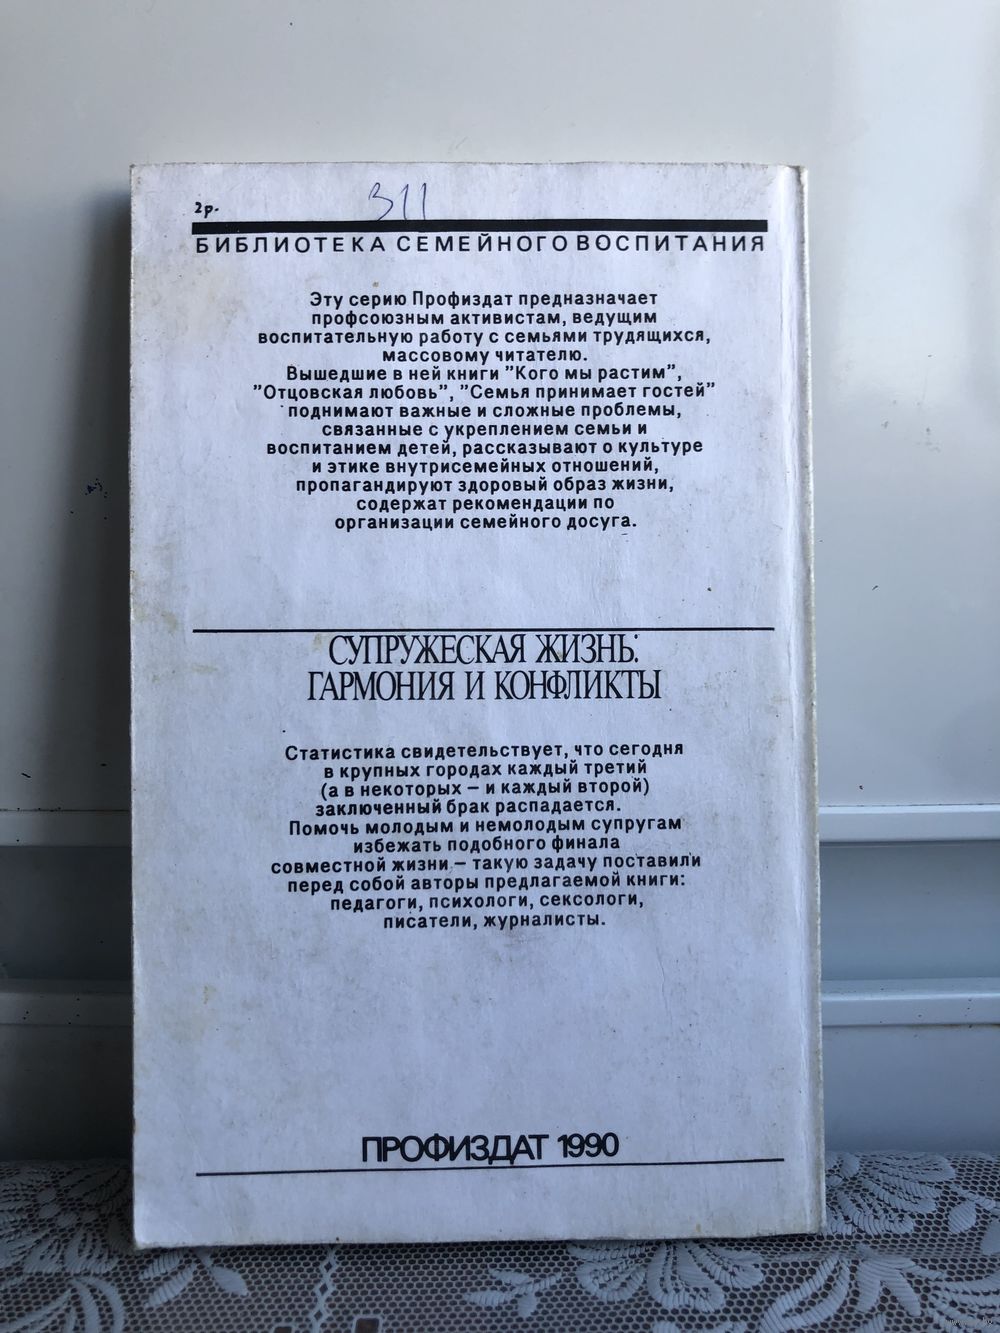 2р.
311
БИБЛИОТЕКА СЕМЕЙНОГО ВОСПИТАНИЯ
Эту серию Профиздат предназначает
профсоюзным активистам, ведущим
воспитательную работу с семьями трудящихся,
массовому читателю.
Вышедшие в ней книги "Кого мы растим",
"Отцовская любовь", "Семья принимает гостей"
поднимают важные и сложные проблемы,
связанные с укреплением семьи и
воспитанием детей, рассказывают о культуре
и этике внутрисемейных отношений,
пропагандируют здоровый образ жизни,
содержат рекомендации по
организации семейного досуга.
СУПРУЖЕСКАЯ ЖИЗНЬ:
ГАРМОНИЯ И КОНФЛИКТЫ
Статистика свидетельствует, что сегодня
в крупных городах каждый третий
(а в некоторых – и каждый второй)
заключенный брак распадается.
Помочь молодым и немолодым супругам
избежать подобного финала
совместной жизни – такую задачу поставили
перед собой авторы предлагаемой книги:
педагоги, психологи, сексологи,
писатели, журналисты.
ПРОФИЗДАТ 1990